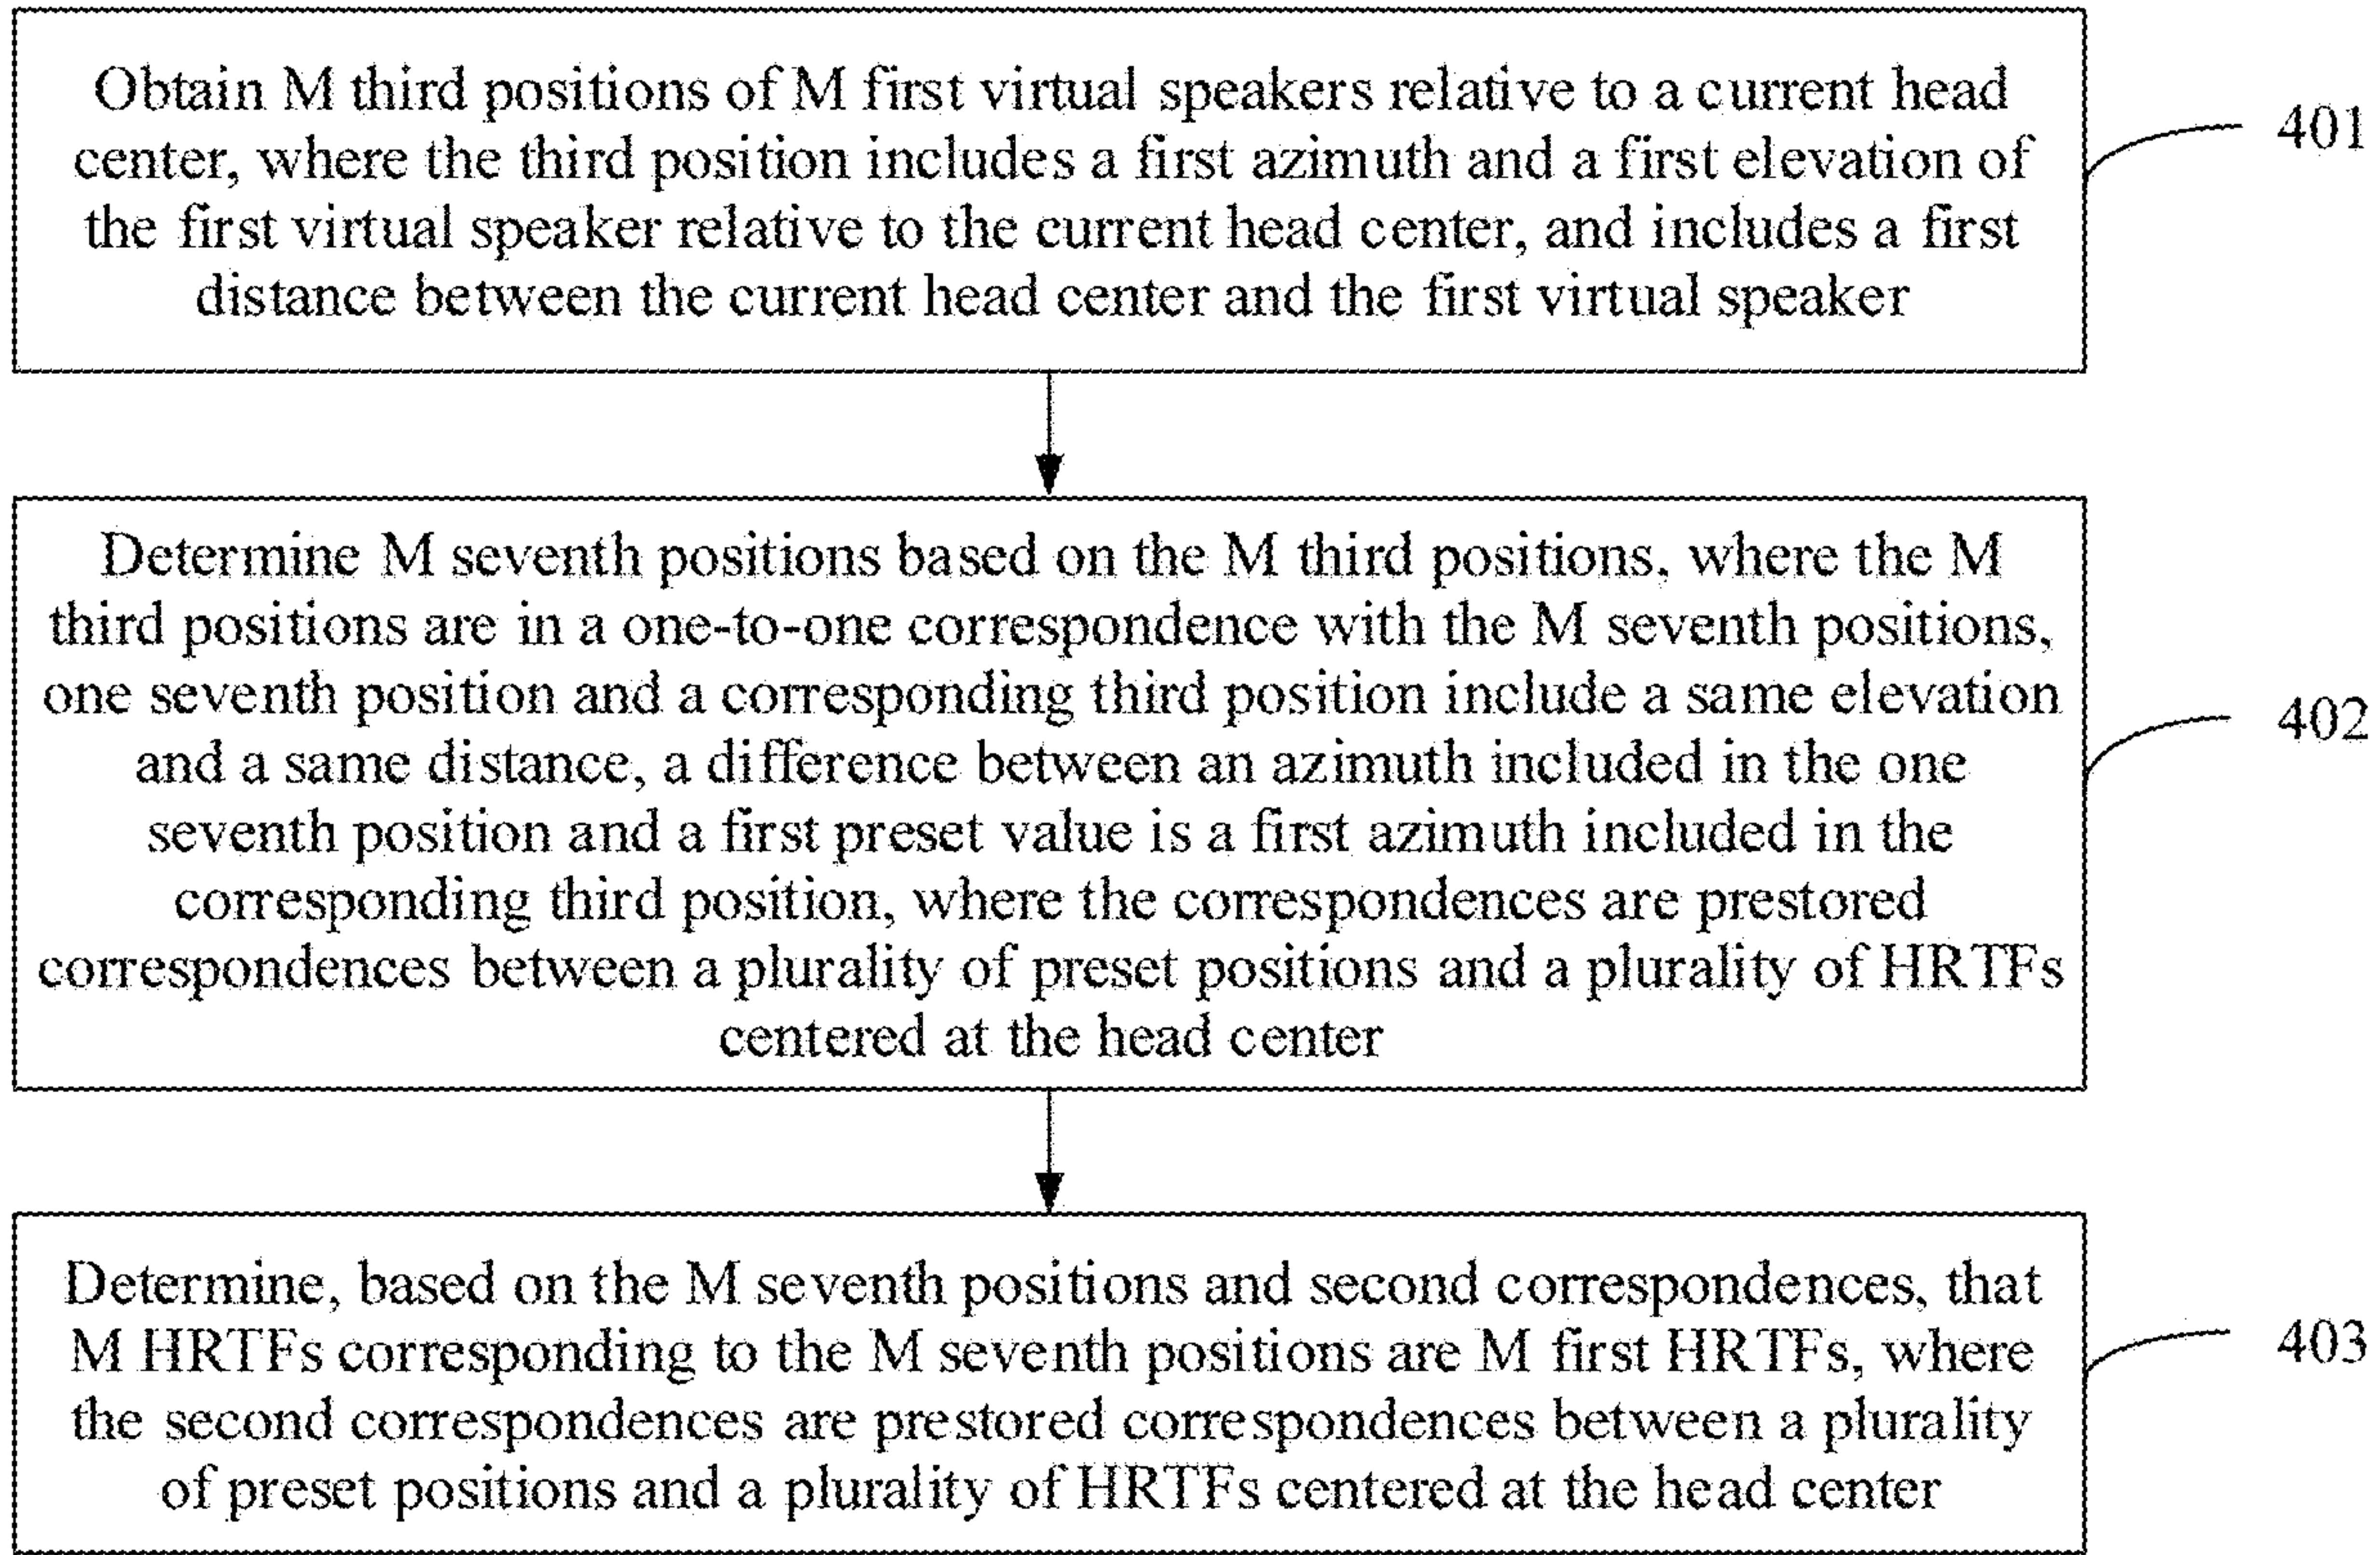 Obtain M third positions of M first virtual speakers relative to a current head
center, where the third position includes a first azimuth and a first elevation of
the first virtual speaker relative to the current head center, and includes a first
distance between the current head center and the first virtual speaker
401
Determine M seventh positions based on the M third positions, where the M
third positions are in a one-to-one correspondence with the M seventh positions,
one seventh position and a corresponding third position include a same elevation
and a same distance, a difference between an azimuth included in the one
seventh position and a first preset value is a first azimuth included in the
corresponding third position, where the correspondences are prestored
correspondences between a plurality of preset positions and a plurality of HRTFs
centered at the head center
402
Determine, based on the M seventh positions and second correspondences, that
M HRTFs corresponding to the M seventh positions are M first HRTFs, where
the second correspondences are prestored correspondences between a plurality
of preset positions and a plurality of HRTFs centered at the head center
403